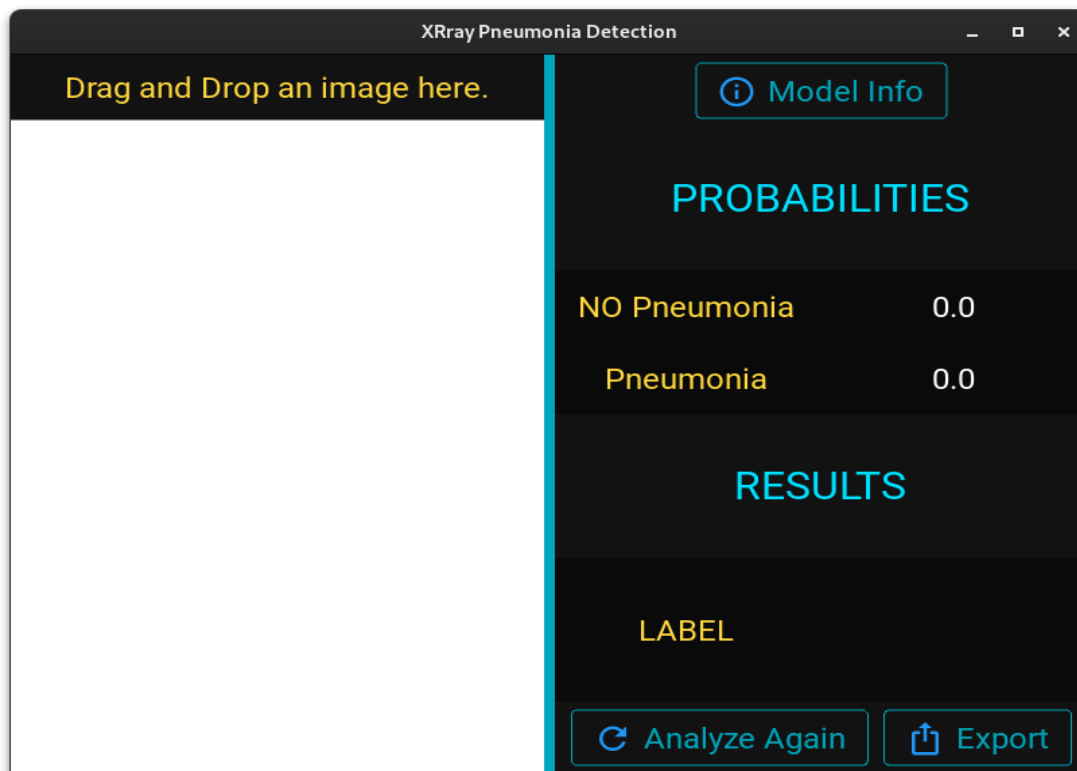 XRray Pneumonia Detection
Drag and Drop an image here.
Model Info
PROBABILITIES
NO Pneumonia 0.0
Pneumonia 0.0
RESULTS
LABEL
Analyze Again Export